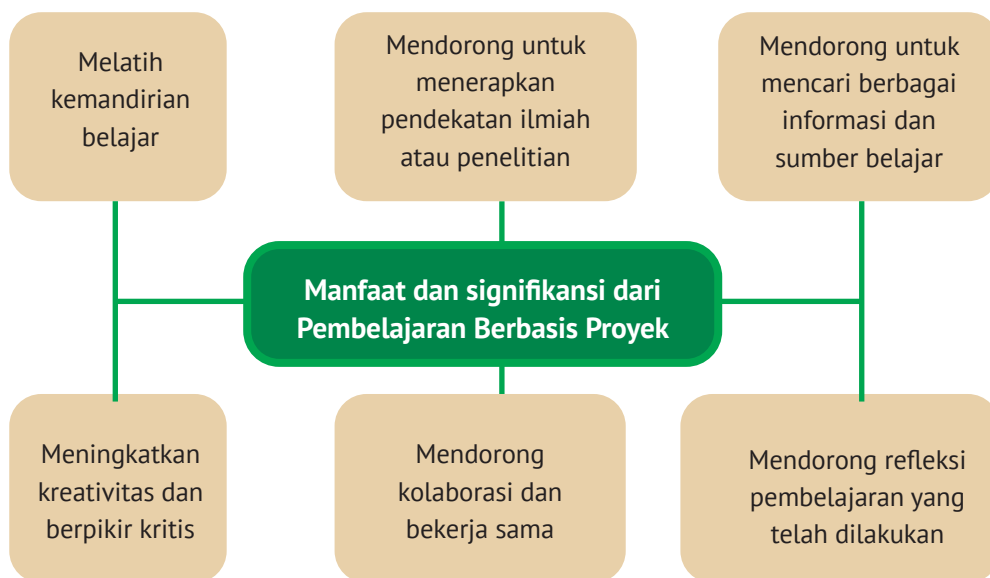 Melatih
kemandirian
belajar
Mendorong untuk
menerapkan
pendekatan ilmiah
atau penelitian
Mendorong untuk
mencari berbagai
informasi dan
sumber belajar
Manfaat dan signifikansi dari
Pembelajaran Berbasis Proyek
Meningkatkan
kreativitas dan
berpikir kritis
Mendorong
kolaborasi dan
bekerja sama
Mendorong refleksi
pembelajaran yang
telah dilakukan